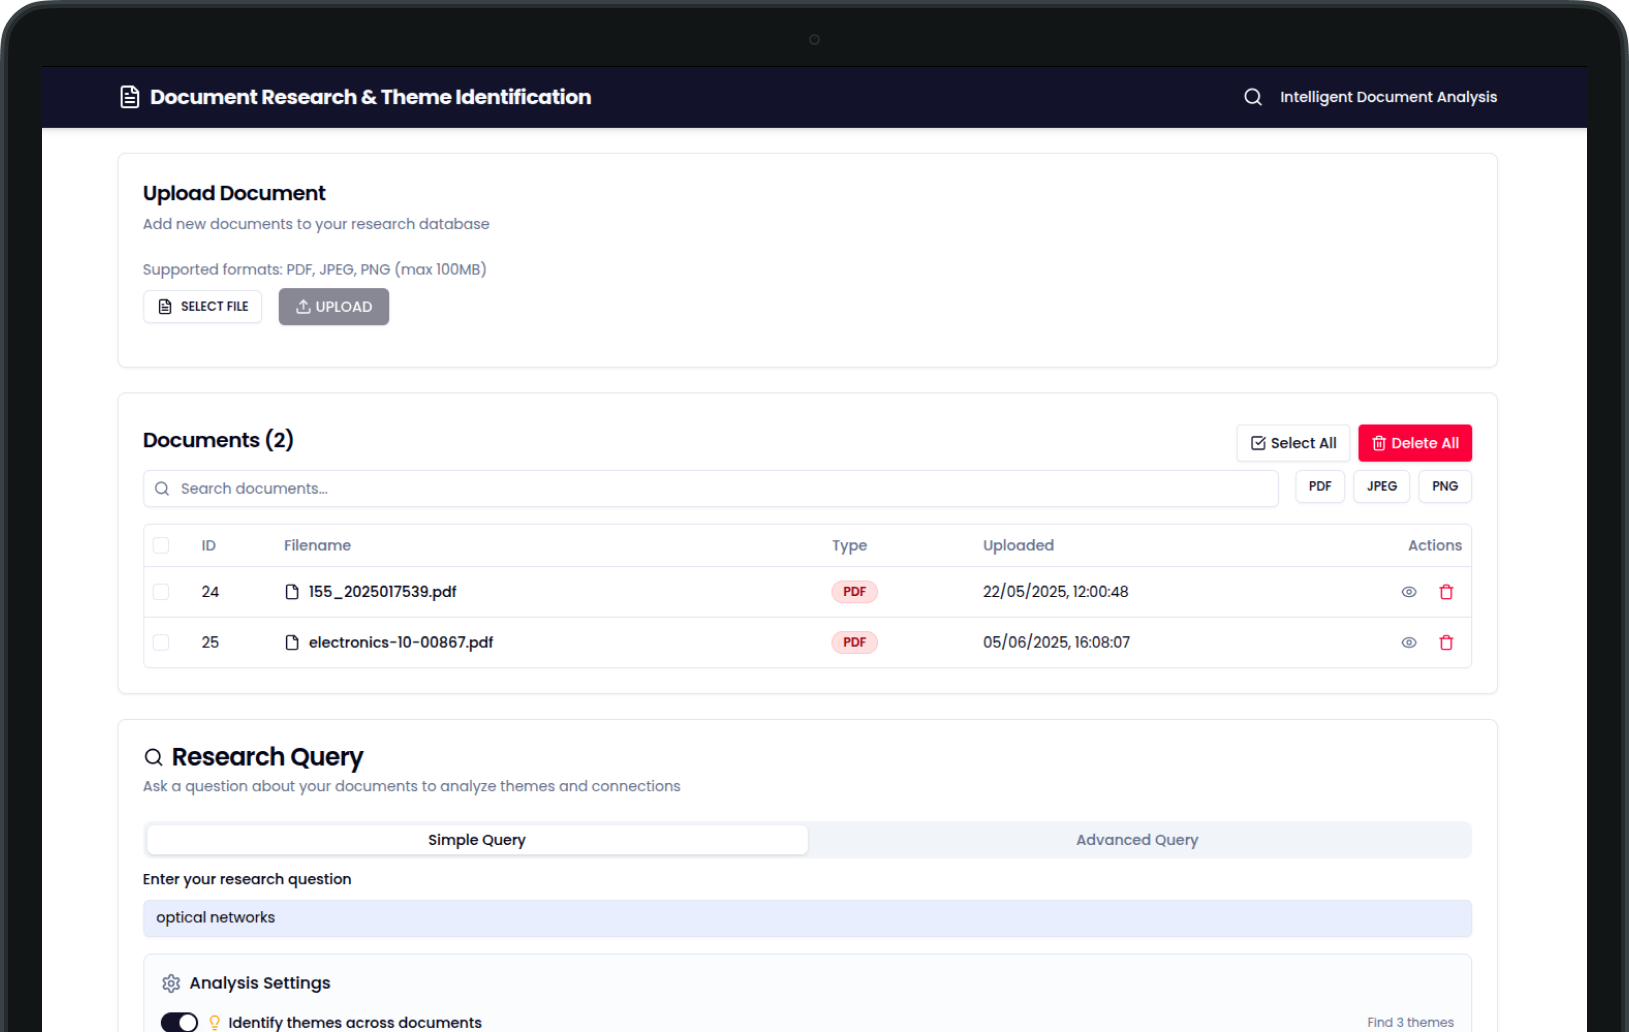 Document Research & Theme Identification
Intelligent Document Analysis
Upload Document
Add new documents to your research database
Supported formats: PDF, JPEG, PNG (max 100MB)
SELECT FILE
UPLOAD
Documents (2)
Select All
Delete All
Search documents...
PDF
JPEG
PNG
ID Filename Type Uploaded Actions
24 155_2025017539.pdf PDF 22/05/2025, 12:00:48
25 electronics-10-00867.pdf PDF 05/06/2025, 16:08:07
Research Query
Ask a question about your documents to analyze themes and connections
Simple Query
Advanced Query
Enter your research question
optical networks
Analysis Settings
Identify themes across documents
Find 3 themes